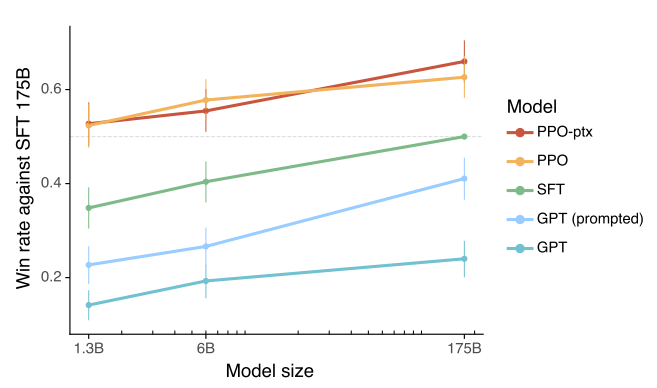 Win rate against SFT 175B
0.6
0.4
0.2
1.3B
6B
175B
Model size
Model
PPO-ptx
PPO
SFT
GPT (prompted)
GPT